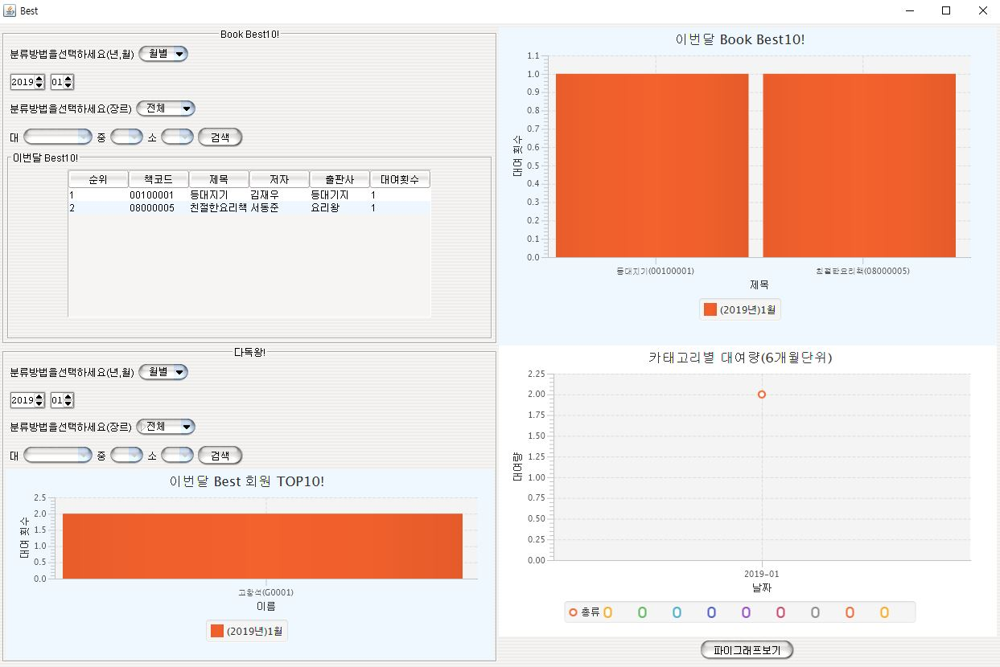 Best
Book Best10!
분류방법을선택하세요(년,월) 월별
2019 01
분류방법을선택하세요(장르) 전체
대 중 소 검색
이번달 Best10!
순위 책코드 제목 저자 출판사 대여횟수
1 00100001 등대지기 김재우 등대기지 1
2 08000005 친절한요리책 서동준 요리왕 1
이번달 Book Best10!
1.1
1.0
0.9
0.8
0.7
0.6
0.5
0.4
0.3
0.2
0.1
0.0
대여 횟수
등대지기(00100001) 친절한요리책(08000005)
제목
(2019년)1월
다독왕!
분류방법을선택하세요(년,월) 월별
2019 01
분류방법을선택하세요(장르) 전체
대 중 소 검색
이번달 Best 회원 TOP10!
2.5
2.0
1.5
1.0
0.5
0.0
대여 횟수
고창석(G0001)
이름
(2019년)1월
카태고리별 대여량(6개월단위)
2.25
2.00
1.75
1.50
1.25
1.00
0.75
0.50
0.25
0.00
대여량
2019-01
날짜
총류
파이그래프보기